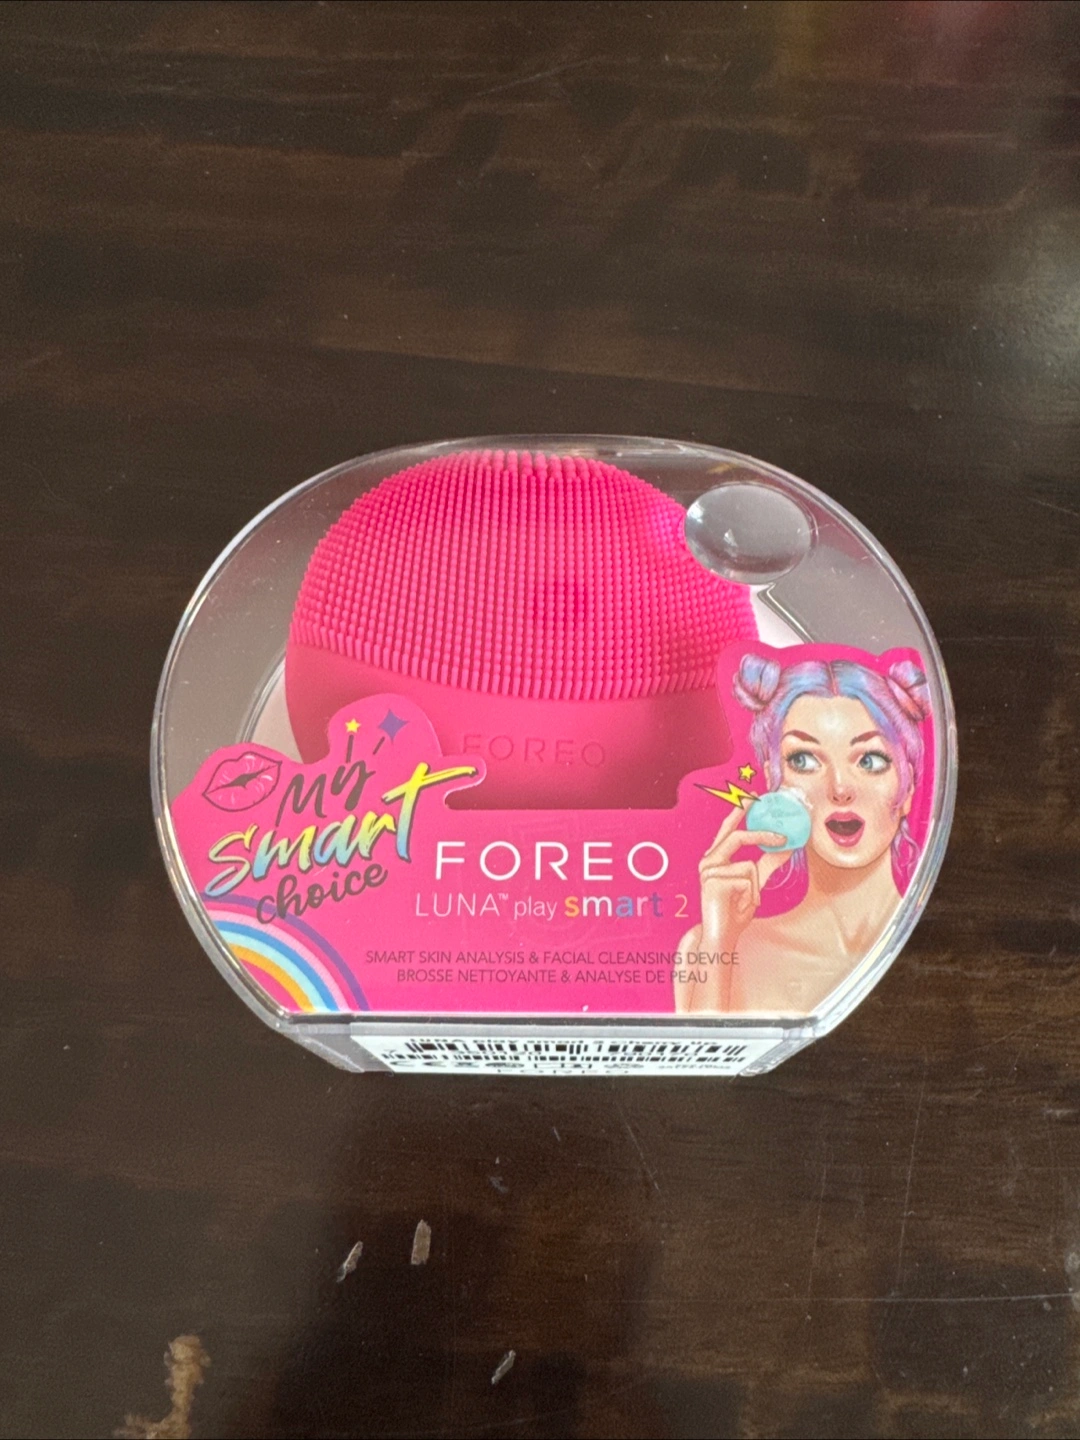 FOREO
My
smart
choice
FOREO
LUNA™ play smart 2
SMART SKIN ANALYSIS & FACIAL CLEANSING DEVICE
BROSSE NETTOYANTE & ANALYSE DE PEAU
FOREO